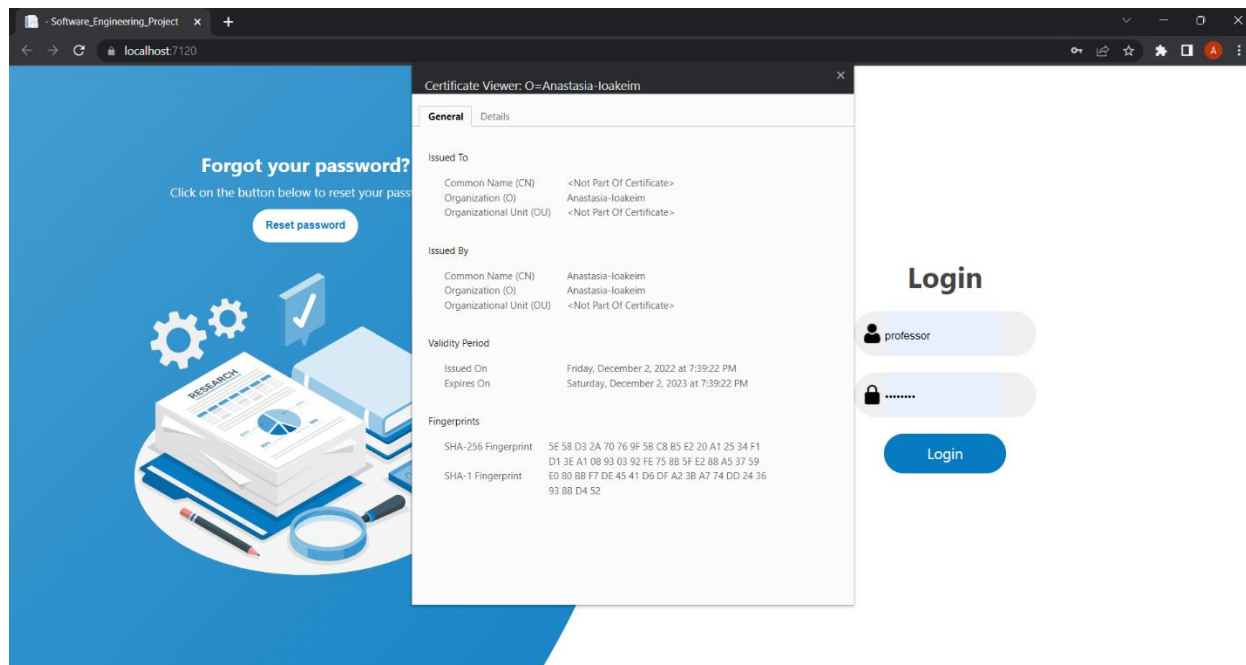 - Software_Engineering_Project
localhost:7120
A
Certificate Viewer: O=Anastasia-Ioakeim
General Details
Forgot your password?
Click on the button below to reset your pass
Reset password
RESEARCH
Issued To
Common Name (CN) <Not Part Of Certificate>
Organization (O) Anastasia-Ioakeim
Organizational Unit (OU) <Not Part Of Certificate>
Issued By
Common Name (CN) Anastasia-Ioakeim
Organization (O) Anastasia-Ioakeim
Organizational Unit (OU) <Not Part Of Certificate>
Validity Period
Issued On Friday, December 2, 2022 at 7:39:22 PM
Expires On Saturday, December 2, 2023 at 7:39:22 PM
Fingerprints
SHA-256 Fingerprint 5E 58 D3 2A 70 76 9F 5B C8 B5 E2 20 A1 25 34 F1
D1 3E A1 08 93 03 92 FE 75 8B 5F E2 88 A5 37 59
SHA-1 Fingerprint E0 80 BB F7 DE 45 41 D6 DF A2 3B A7 74 DD 24 36
93 8B D4 52
Login
professor
••••••••
Login